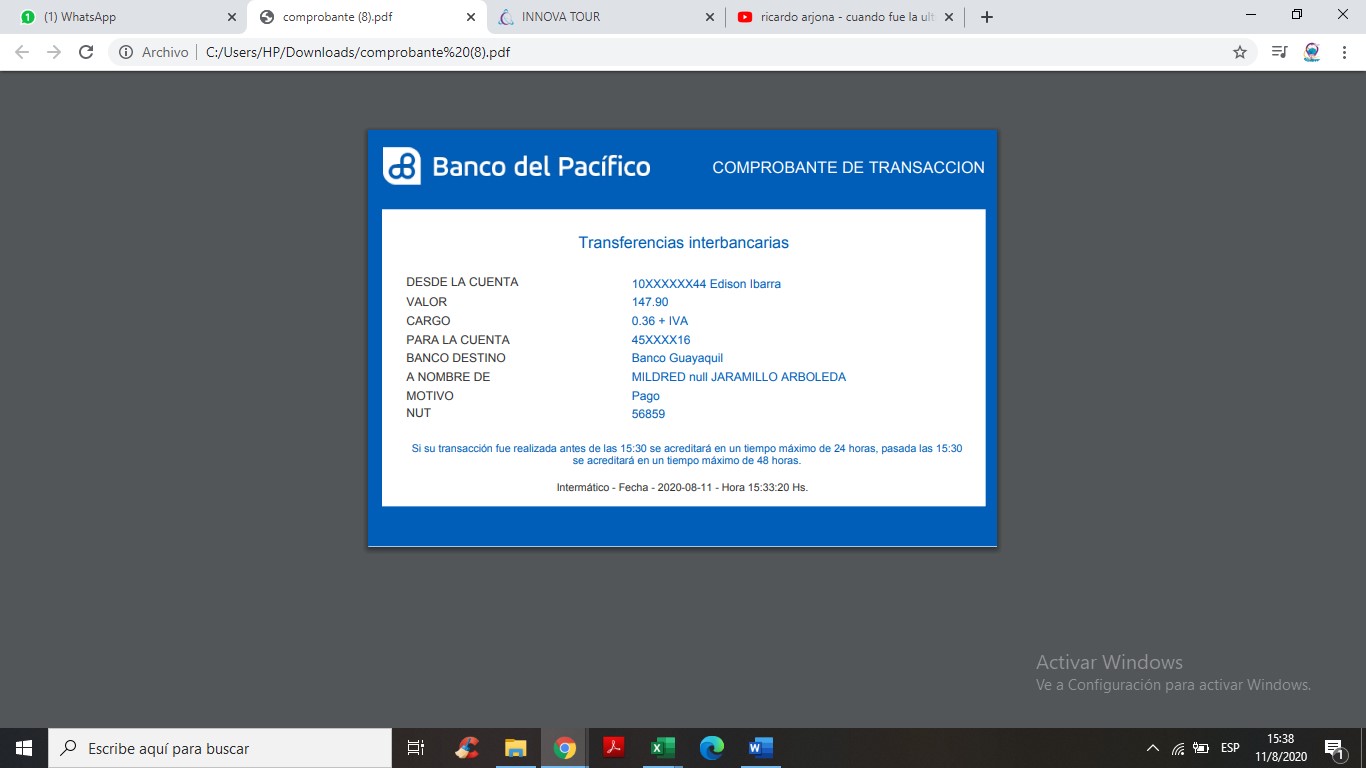 (1) WhatsApp
comprobante (8).pdf
INNOVA TOUR
ricardo arjona - cuando fue la ult
Archivo
C:/Users/HP/Downloads/comprobante%20(8).pdf
Banco del Pacífico
COMPROBANTE DE TRANSACCION
Transferencias interbancarias
DESDE LA CUENTA 10XXXXXX44 Edison Ibarra
VALOR 147.90
CARGO 0.36 + IVA
PARA LA CUENTA 45XXXX16
BANCO DESTINO Banco Guayaquil
A NOMBRE DE MILDRED null JARAMILLO ARBOLEDA
MOTIVO Pago
NUT 56859
Si su transacción fue realizada antes de las 15:30 se acreditará en un tiempo máximo de 24 horas, pasada las 15:30
se acreditará en un tiempo máximo de 48 horas.
Intermático - Fecha - 2020-08-11 - Hora 15:33:20 Hs.
Activar Windows
Ve a Configuración para activar Windows.
Escribe aquí para buscar
ESP
15:38
11/8/2020
1